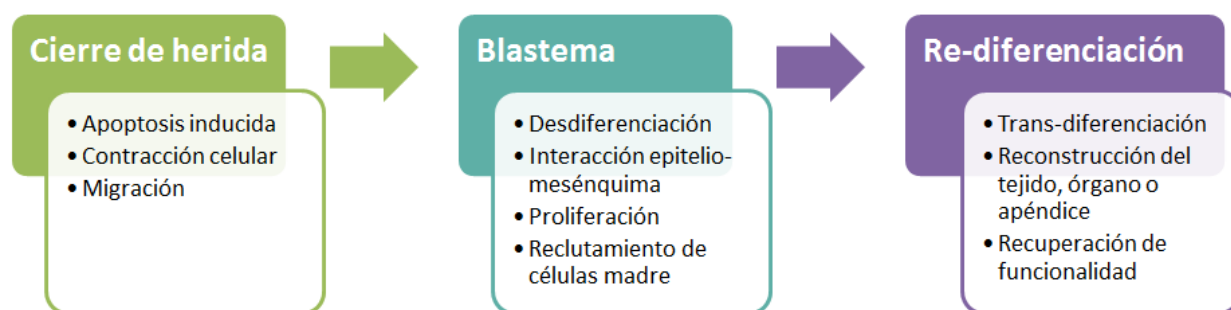 Cierre de herida
• Apoptosis inducida
• Contracción celular
• Migración
Blastema
• Desdiferenciación
• Interacción epitelio-
mesénquima
• Proliferación
• Reclutamiento de
células madre
Re-diferenciación
• Trans-diferenciación
• Reconstrucción del
tejido, órgano o
apéndice
• Recuperación de
funcionalidad